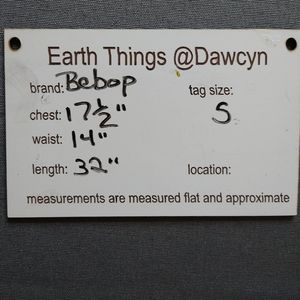 Earth Things @Dawcyn
brand: Bebop tag size:
chest: 17½" S
waist: 14"
length: 32" location:
measurements are measured flat and approximate